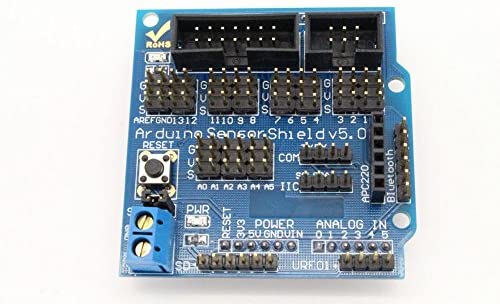 RoHS
G
V
S
AREF GND 13 12
11 10 9 8
7 6 5 4
3 2 1
Arduino Sensor Shield v5.0
RESET
G
V
S
A0 A1 A2 A3 A4 A5
COM
IIC
APC220
Bluetooth
PWR
RESET
3V3
5V GND VIN
POWER
ANALOG IN
0 1 2 3 4 5
URF01+